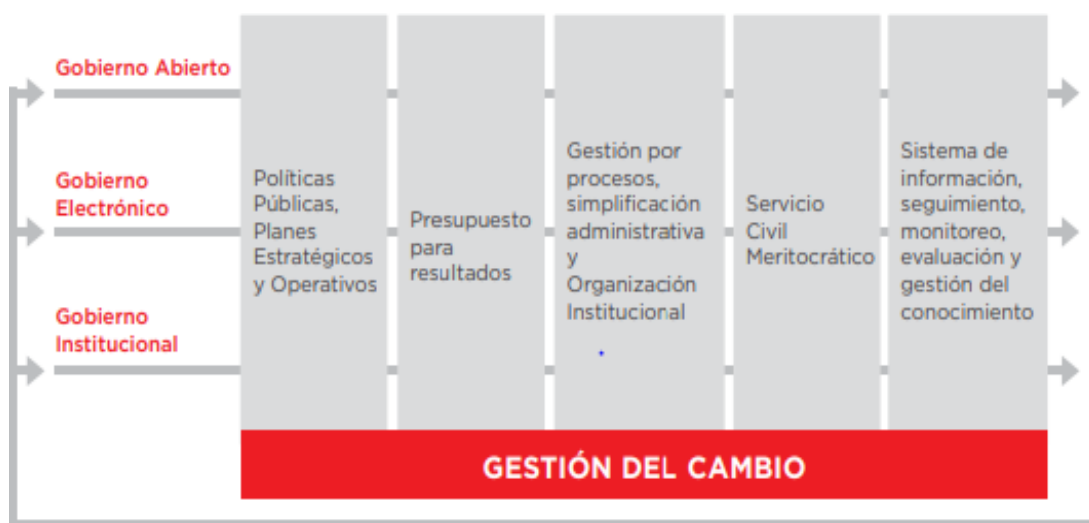 Gobierno Abierto
Gobierno
Electrónico
Gobierno
Institucional
Políticas
Públicas,
Planes
Estratégicos
y Operativos
Presupuesto
para
resultados
Gestión por
procesos,
simplificación
administrativa
y
Organización
Institucional
Servicio
Civil
Meritocrático
Sistema de
información,
seguimiento,
monitoreo,
evaluación y
gestión del
conocimiento
GESTIÓN DEL CAMBIO